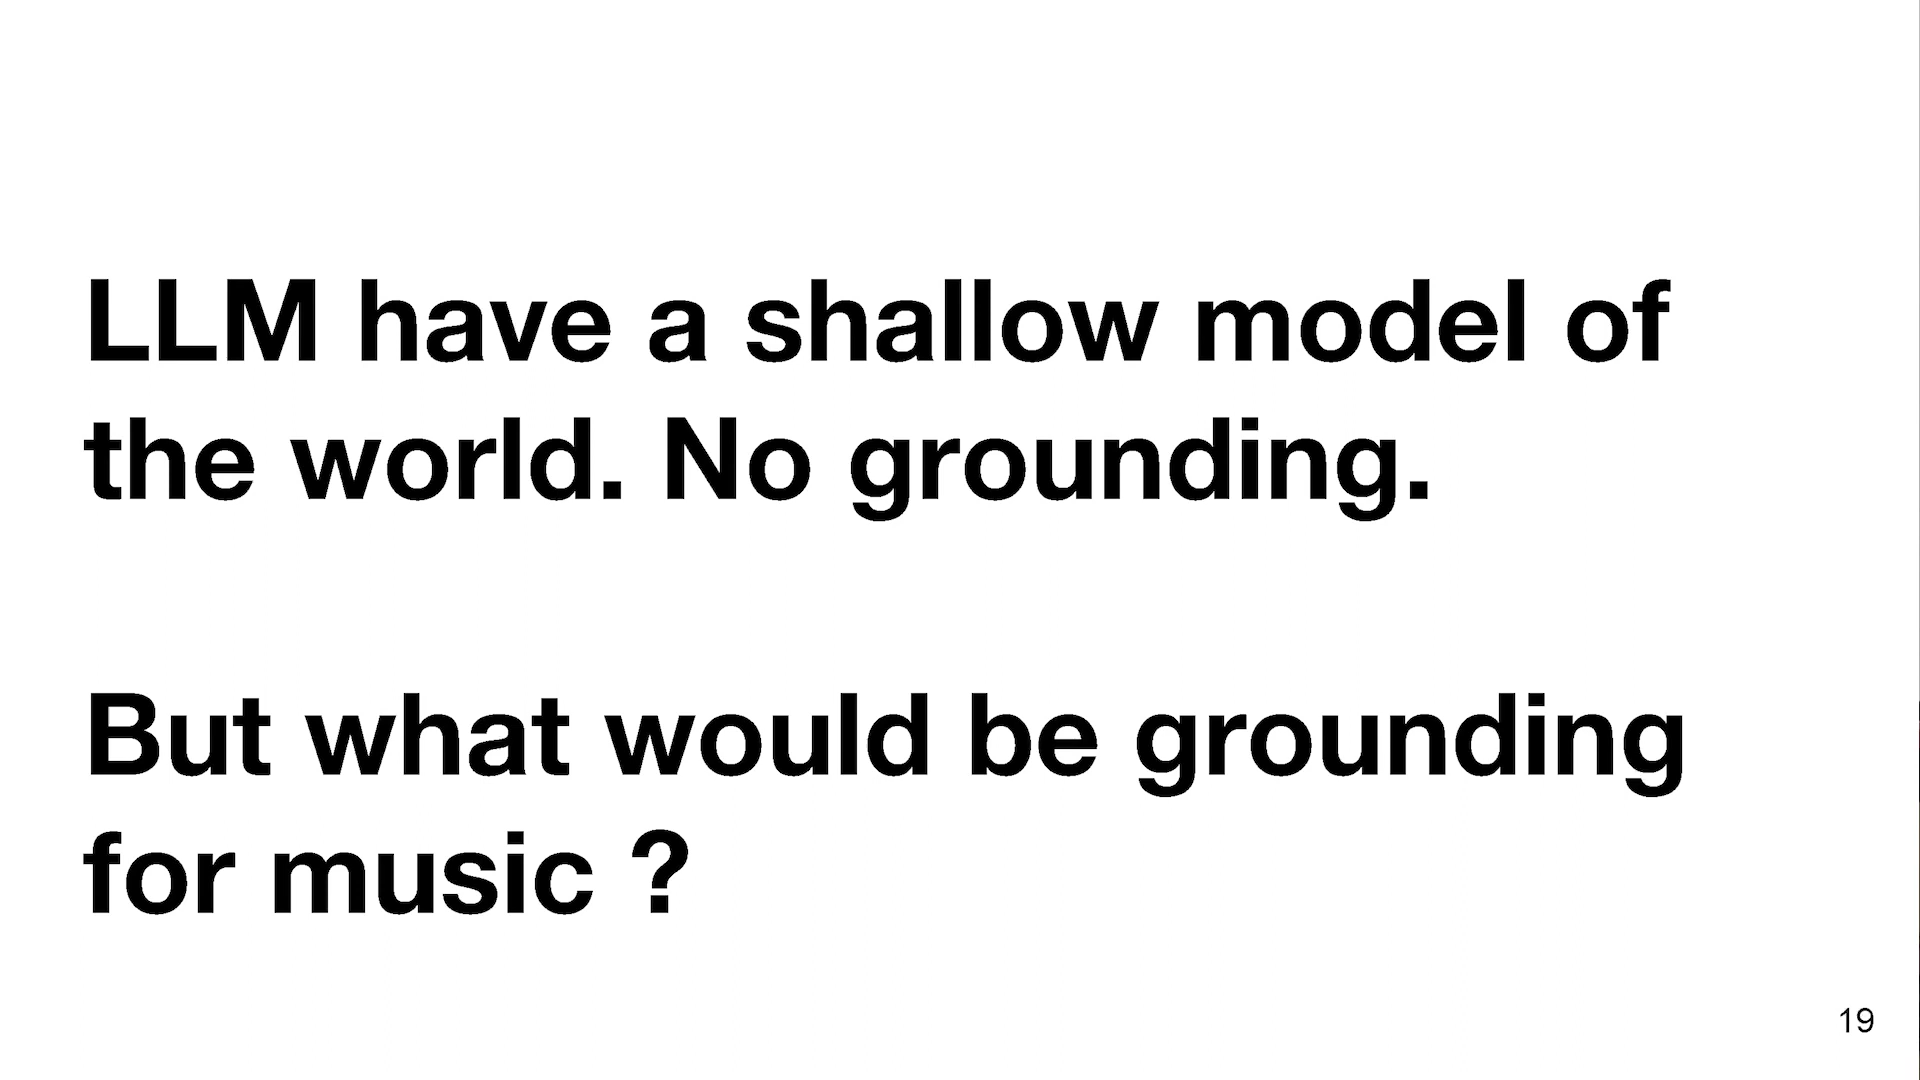 LLM have a shallow model of
the world. No grounding.
But what would be grounding
for music ?
19